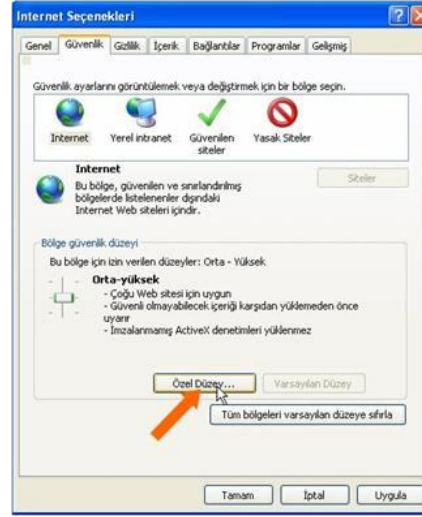 Internet Seçenekleri
Genel Güvenlik Gizlilik İçerik Bağlantılar Programlar Gelişmiş
Güvenlik ayarlarını görüntülemek veya değiştirmek için bir bölge seçin.
Internet Yerel intranet Güvenilen siteler Yasak Siteler
Internet
Siteler
Bu bölge, güvenilen ve sınırlandırılmış
bölgelerde listelenenler dışındaki
Internet Web siteleri içindir.
Bölge güvenlik düzeyi
Bu bölge için izin verilen düzeyler: Orta - Yüksek
Orta-yüksek
- Çoğu Web sitesi için uygun
- Güvenli olmayabilecek içeriği karşıdan yüklemeden önce
uyarır
- İmzalanmamış ActiveX denetimleri yüklenmez
Özel Düzey... Varsayılan Düzey
Tüm bölgeleri varsayılan düzeye sıfırla
Tamam İptal Uygula